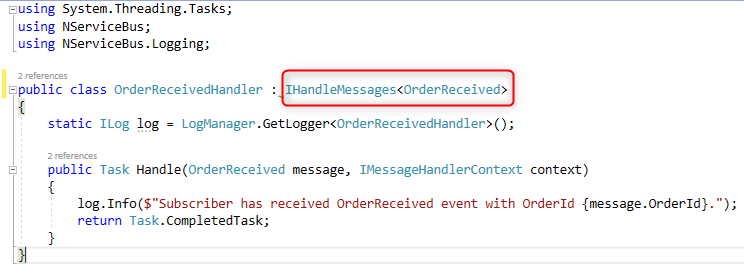 using System.Threading.Tasks;
using NServiceBus;
using NServiceBus.Logging;
2 references
public class OrderReceivedHandler : IHandleMessages<OrderReceived>
{
static ILog log = LogManager.GetLogger<OrderReceivedHandler>();
2 references
public Task Handle(OrderReceived message, IMessageHandlerContext context)
{
log.Info($"Subscriber has received OrderReceived event with OrderId {message.OrderId}.");
return Task.CompletedTask;
}
}